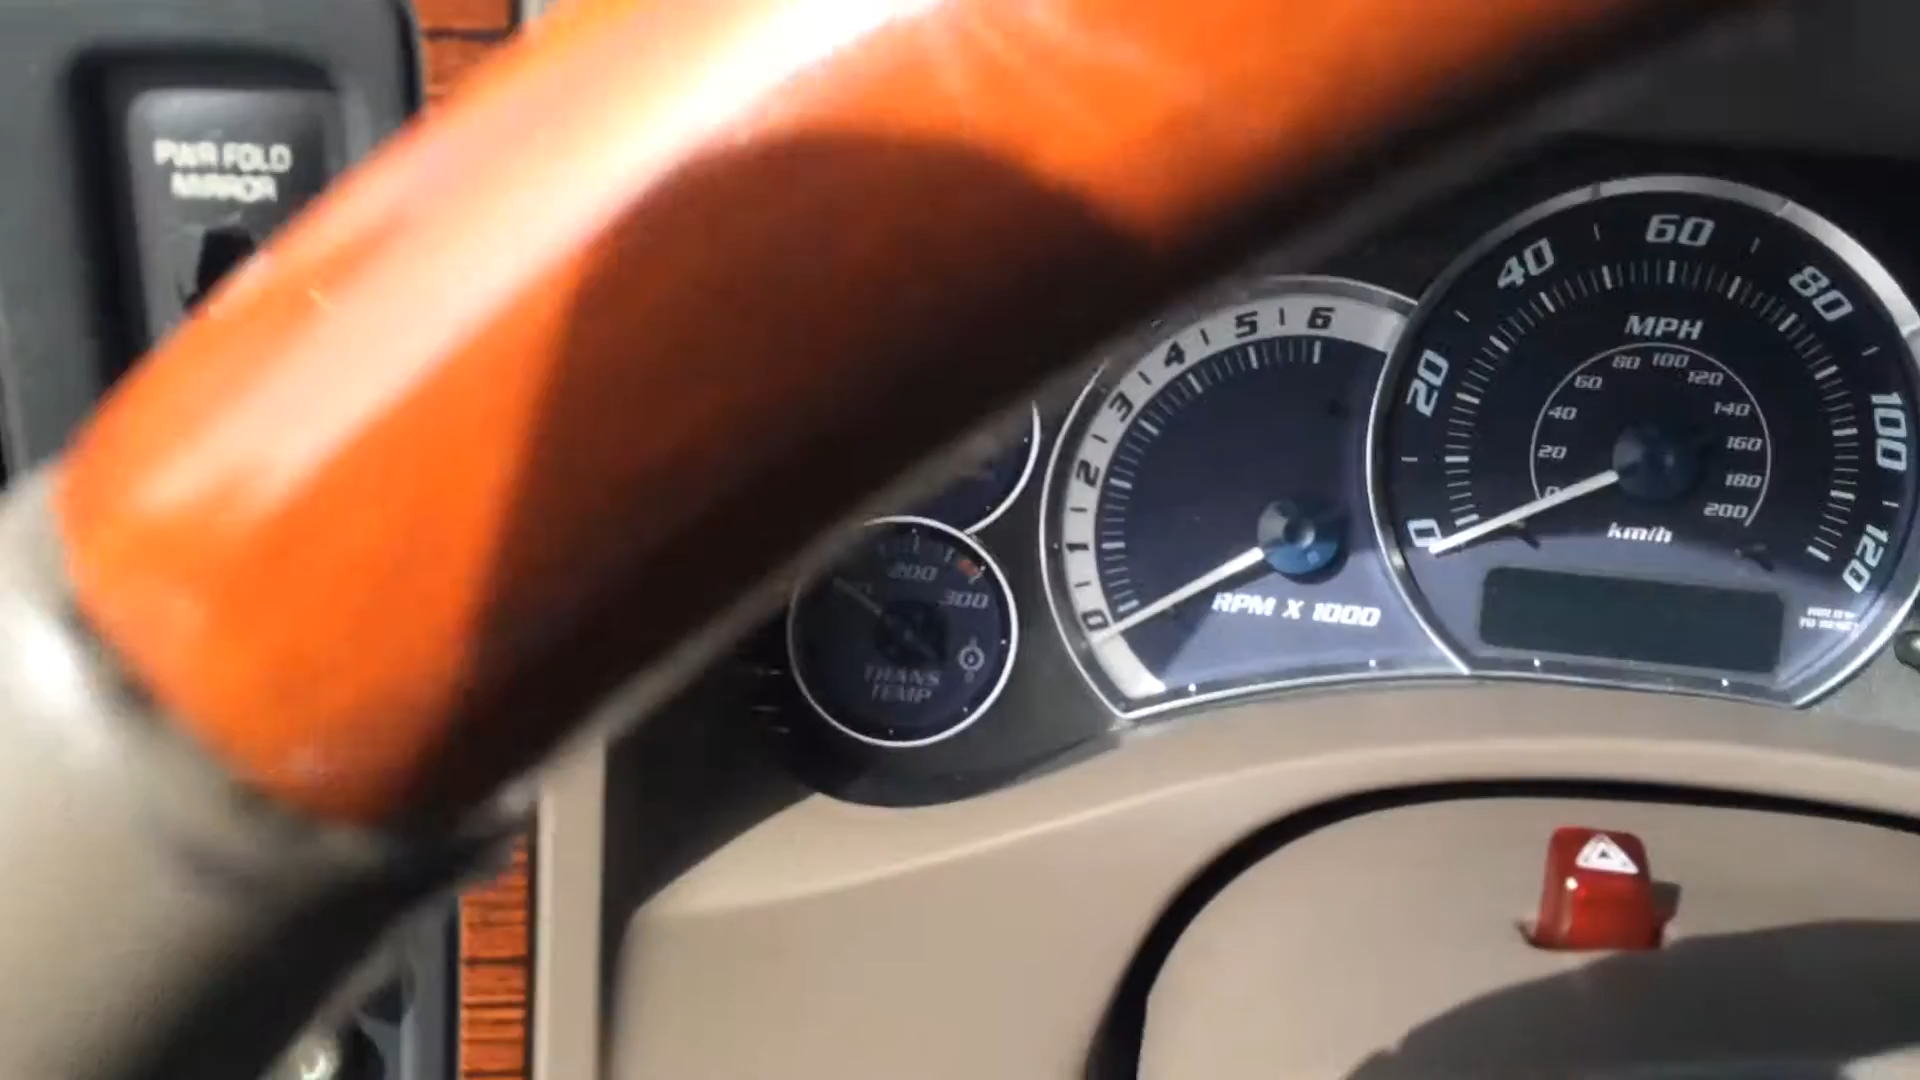 PWR FOLD
MIRROR
0 1 2 3 4 5 6
RPM X 1000
0 20 40 60 80 100 120
MPH
0 20 40 60 80 100 120 140 160 180 200
km/h
200
300
TRANS
TEMP